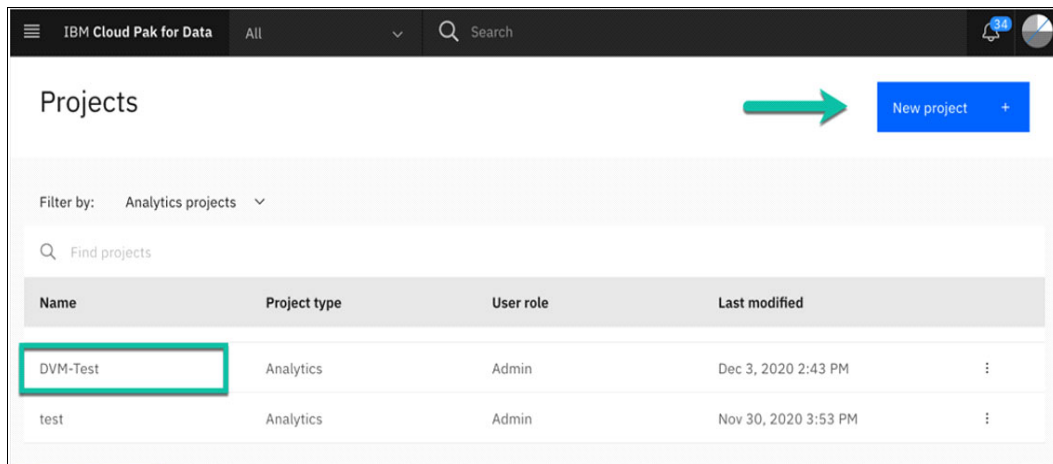 IBM Cloud Pak for Data All Search 34
Projects
New project +
Filter by: Analytics projects
Find projects
Name Project type User role Last modified
DVM-Test Analytics Admin Dec 3, 2020 2:43 PM
test Analytics Admin Nov 30, 2020 3:53 PM